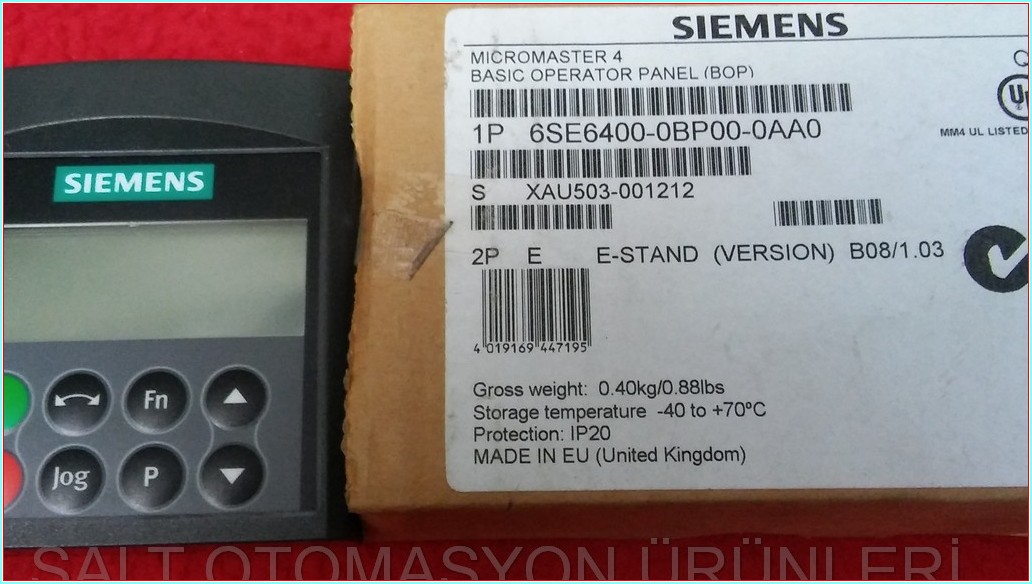 SIEMENS
Fn
Jog
P
SIEMENS
MICROMASTER 4
BASIC OPERATOR PANEL (BOP)
1P 6SE6400-0BP00-0AA0
MM4 UL LISTED
S XAU503-001212
2P E E-STAND (VERSION) B08/1.03
4 019169 447195
Gross weight: 0.40kg/0.88lbs
Storage temperature -40 to +70ºC
Protection: IP20
MADE IN EU (United Kingdom)
SALT OTOMASYON ÜRÜNLERİ